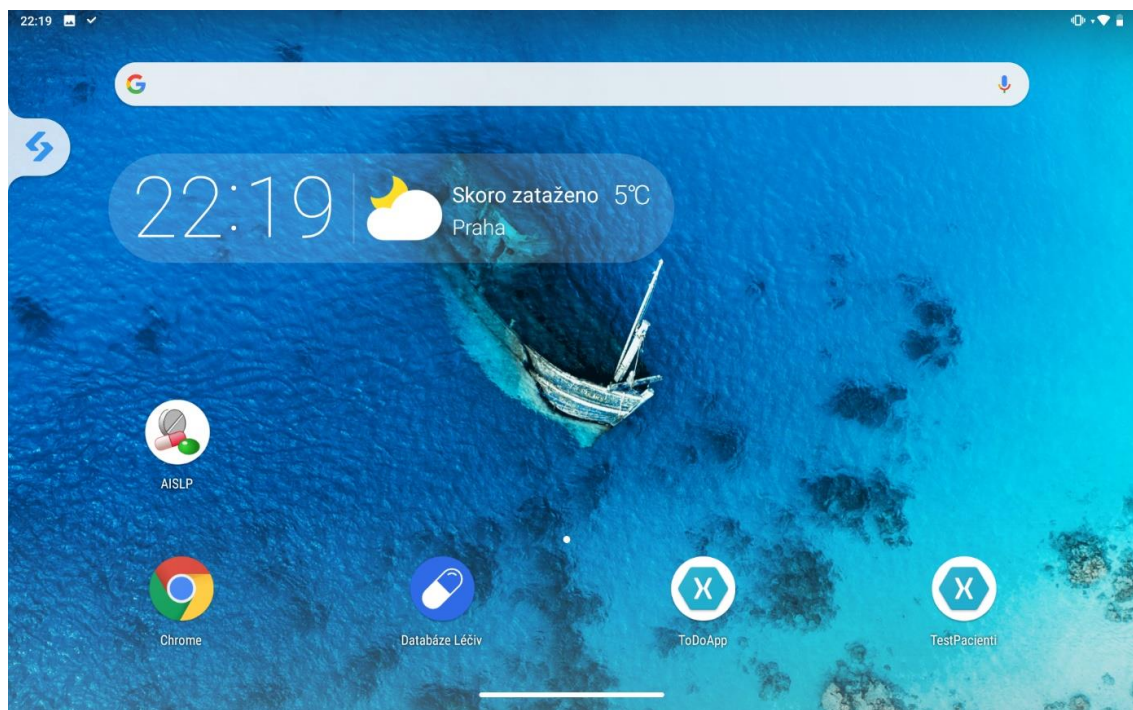 22:19
22:19
Skoro zataženo 5°C
Praha
AISLP
Chrome
Databáze Léčiv
ToDoApp
TestPacienti